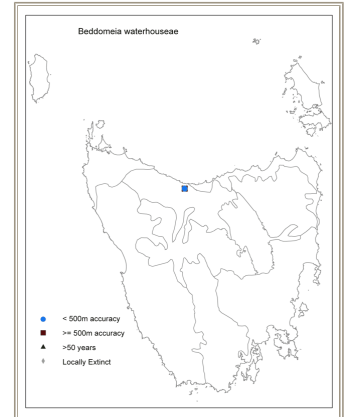 Beddomeia waterhouseae
< 500m accuracy
>= 500m accuracy
>50 years
Locally Extinct